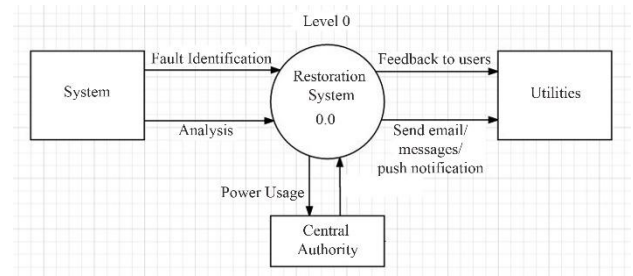 Level 0
Fault Identification
Feedback to users
System
Restoration
System
0.0
Utilities
Analysis
Send email/
messages/
push notification
Power Usage
Central
Authority